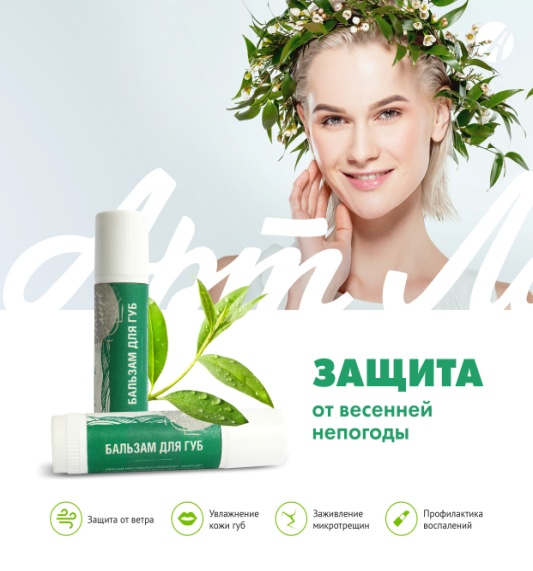 Арт Л
БАЛЬЗАМ ДЛЯ ГУБ
БАЛЬЗАМ ДЛЯ ГУБ
ЗАЩИТА
от весенней
непогоды
Защита от ветра
Увлажнение
кожи губ
Заживление
микротрещин
Профилактика
воспалений